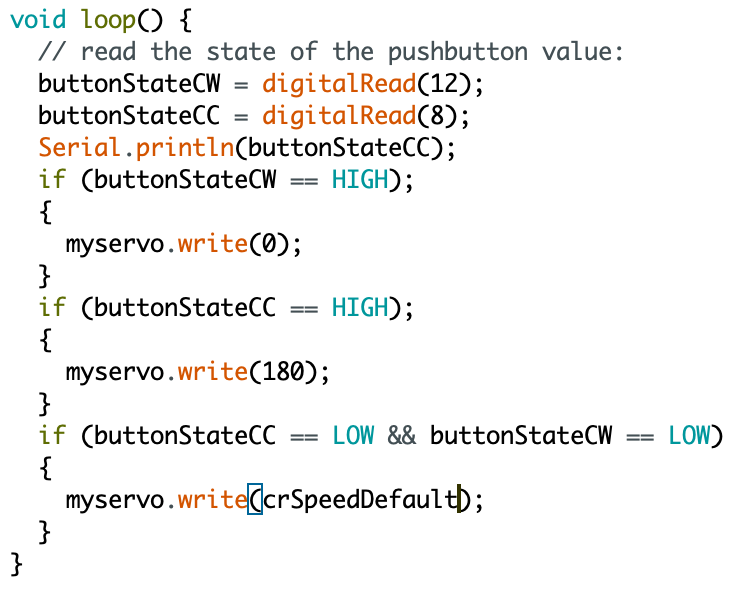 void loop() {
  // read the state of the pushbutton value:
  buttonStateCW = digitalRead(12);
  buttonStateCC = digitalRead(8);
  Serial.println(buttonStateCC);
  if (buttonStateCW == HIGH);
  {
    myservo.write(0);
  }
  if (buttonStateCC == HIGH);
  {
    myservo.write(180);
  }
  if (buttonStateCC == LOW && buttonStateCW == LOW)
  {
    myservo.write(crSpeedDefault);
  }
}